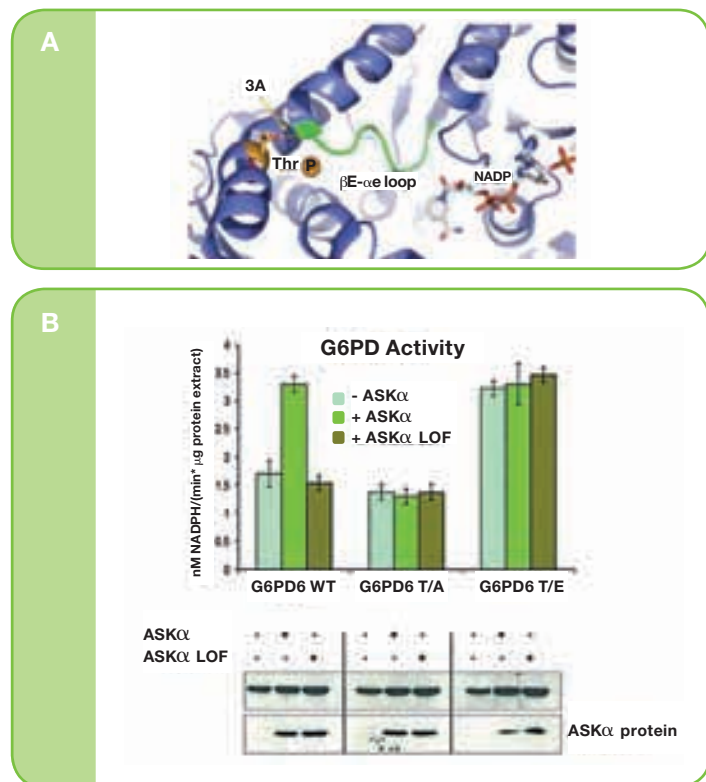 A
3A
Thr P
βE-αe loop
NADP
B
G6PD Activity
nM NADPH/(min* µg protein extract)
4
3.5
3
2.5
2
1.5
1
0.5
0
- ASKα
+ ASKα
+ ASKα LOF
G6PD6 WT G6PD6 T/A G6PD6 T/E
ASKα
ASKα LOF
ASKα protein